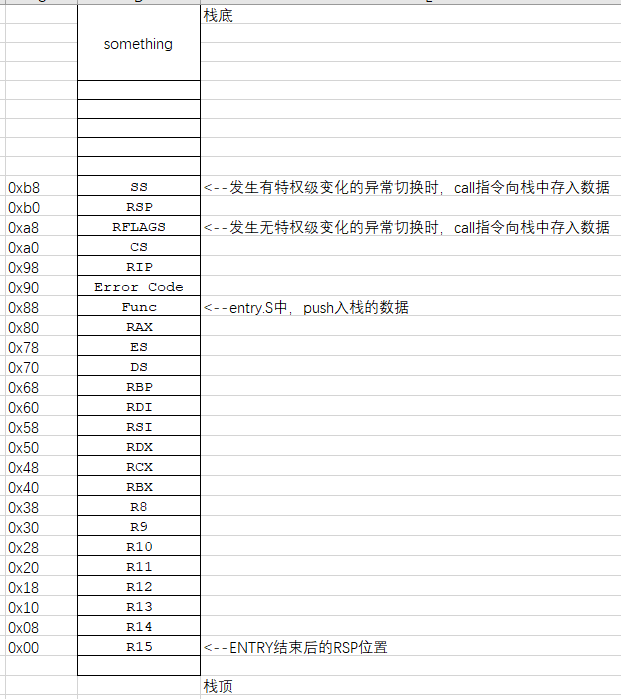 栈底
something
0xb8 SS <--发生有特权级变化的异常切换时，call指令向栈中存入数据
0xb0 RSP
0xa8 RFLAGS <--发生无特权级变化的异常切换时，call指令向栈中存入数据
0xa0 CS
0x98 RIP
0x90 Error Code
0x88 Func <--entry.S中，push入栈的数据
0x80 RAX
0x78 ES
0x70 DS
0x68 RBP
0x60 RDI
0x58 RSI
0x50 RDX
0x48 RCX
0x40 RBX
0x38 R8
0x30 R9
0x28 R10
0x20 R11
0x18 R12
0x10 R13
0x08 R14
0x00 R15 <--ENTRY结束后的RSP位置
栈顶